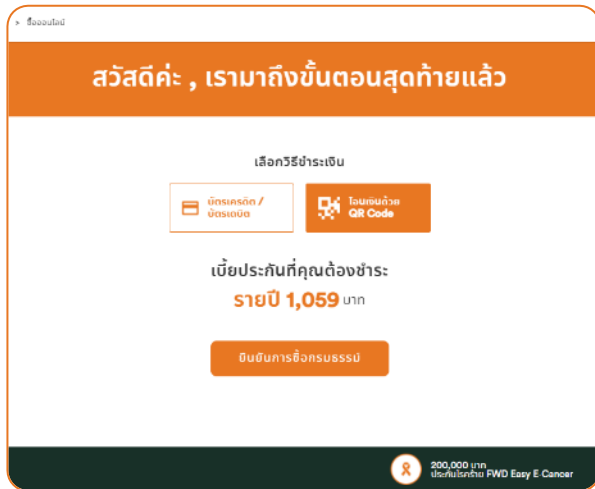 > ซื้อออนไลน์
สวัสดีค่ะ , เรามาถึงขั้นตอนสุดท้ายแล้ว
เลือกวิธีชำระเงิน
บัตรเครดิต /
บัตรเดบิต
โอนเงินด้วย
QR Code
เบี้ยประกันที่คุณต้องชำระ
รายปี 1,059 บาท
ยืนยันการซื้อกรมธรรม์
200,000 บาท
ประกันโรคร้าย FWD Easy E-Cancer